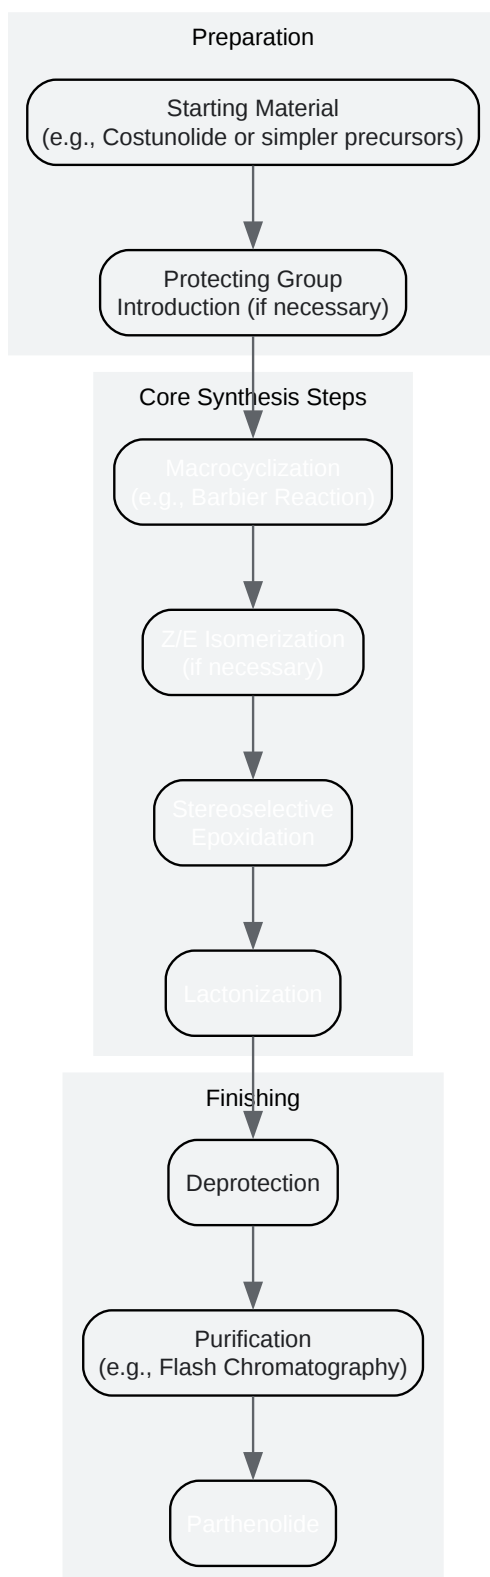 Preparation
Starting Material
(e.g., Costunolide or simpler precursors)
Protecting Group
Introduction (if necessary)
Core Synthesis Steps
Macrocyclization
(e.g., Barbier Reaction)
Z/E Isomerization
(if necessary)
Stereoselective
Epoxidation
Lactonization
Finishing
Deprotection
Purification
(e.g., Flash Chromatography)
Parthenolide